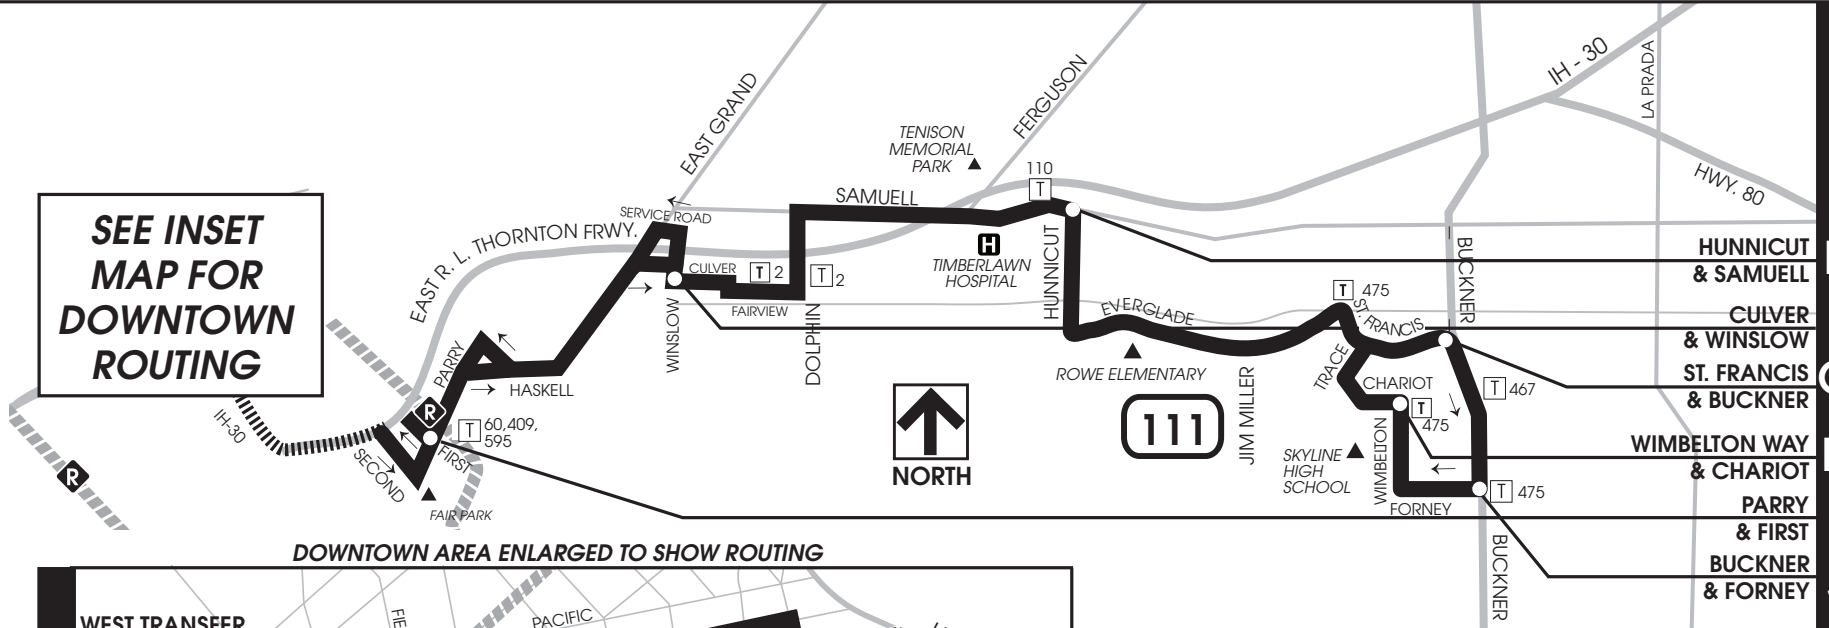 EAST GRAND
FERGUSON
IH - 30
LA PRADA
HWY. 80
TENISON
MEMORIAL
PARK
110
T
SAMUELL
SERVICE ROAD
SEE INSET
MAP FOR
DOWNTOWN
ROUTING
EAST R. L. THORNTON FRWY.
CULVER
T 2
T 2
FAIRVIEW
WINSLOW
DOLPHIN
H
TIMBERLAWN
HOSPITAL
HUNNICUT
EVERGLADE
ROWE ELEMENTARY
T 475
ST. FRANCIS
BUCKNER
HUNNICUT
& SAMUELL
CULVER
& WINSLOW
ST. FRANCIS
& BUCKNER
WIMBELTON WAY
& CHARIOT
PARRY
& FIRST
BUCKNER
& FORNEY
TRACE
CHARIOT
T 467
T
475
WIMBELTON
SKYLINE
HIGH
SCHOOL
T 475
FORNEY
BUCKNER
JIM MILLER
111
NORTH
PARRY
HASKELL
R
T 60,409,
595
FIRST
SECOND
FAIR PARK
IH-30
R
DOWNTOWN AREA ENLARGED TO SHOW ROUTING
WEST TRANSFER
FIE
PACIFIC